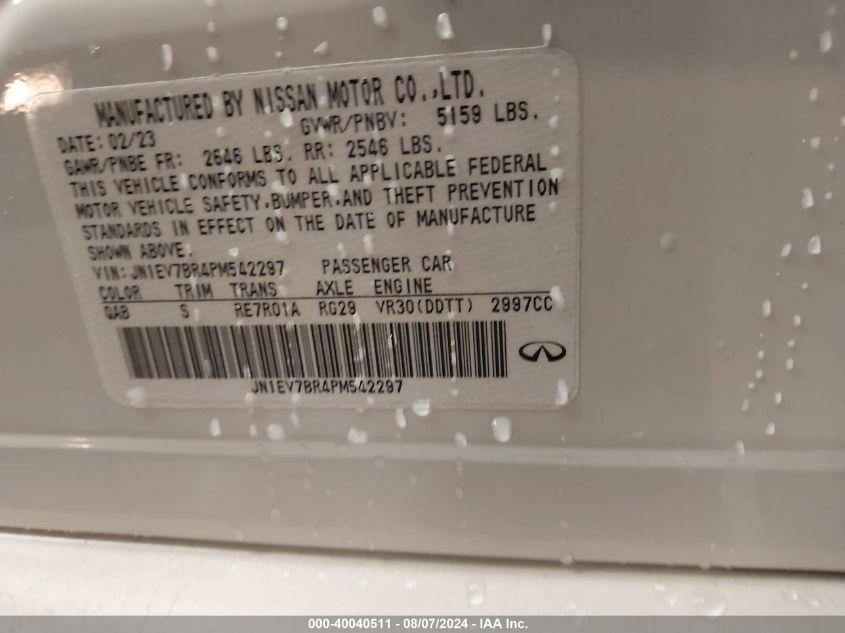 MANUFACTURED BY NISSAN MOTOR CO.,LTD.
DATE: 02/23 GVWR/PNBV: 5159 LBS.
GAWR/PNBE FR: 2646 LBS. RR: 2546 LBS.
THIS VEHICLE CONFORMS TO ALL APPLICABLE FEDERAL
MOTOR VEHICLE SAFETY,BUMPER,AND THEFT PREVENTION
STANDARDS IN EFFECT ON THE DATE OF MANUFACTURE
SHOWN ABOVE.
VIN:JN1EV7BR4PM542297 PASSENGER CAR
COLOR TRIM TRANS AXLE ENGINE
QAB S RE7R01A RG29 VR30(DDTT) 2997CC
JN1EV7BR4PM542297
000-40040511 - 08/07/2024 - IAA Inc.